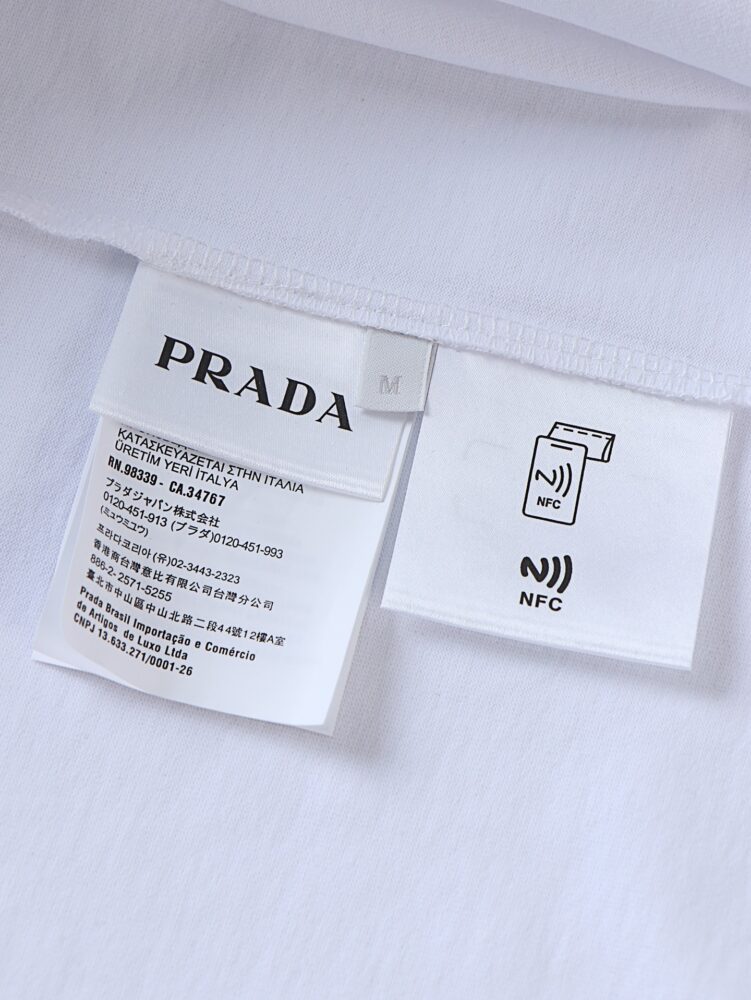 PRADA
M
ΚΑΤΑΣΚΕΥΑΖΕΤΑΙ ΣΤΗΝ ΙΤΑΛΙΑ
ÜRETİM YERİ İTALYA
RN.98339 - CA.34767
プラダジャパン株式会社
0120-451-913 (プラダ)0120-451-993
(ミュウミュウ)
프라다코리아 (유)02-3443-2323
香港商台灣意比有限公司台灣分公司
886-2- 2571-5255
臺北市中山區中山北路二段44號12樓A室
Prada Brasil Importação e Comércio
de Artigos de Luxo Ltda
CNPJ 13.633.271/0001-26
NFC
NFC